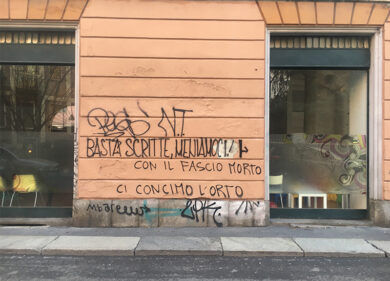 BASTA SCRITTE, MENIAMOCI
CON IL FASCIO MORTO
CI CONCIMO L'ORTO